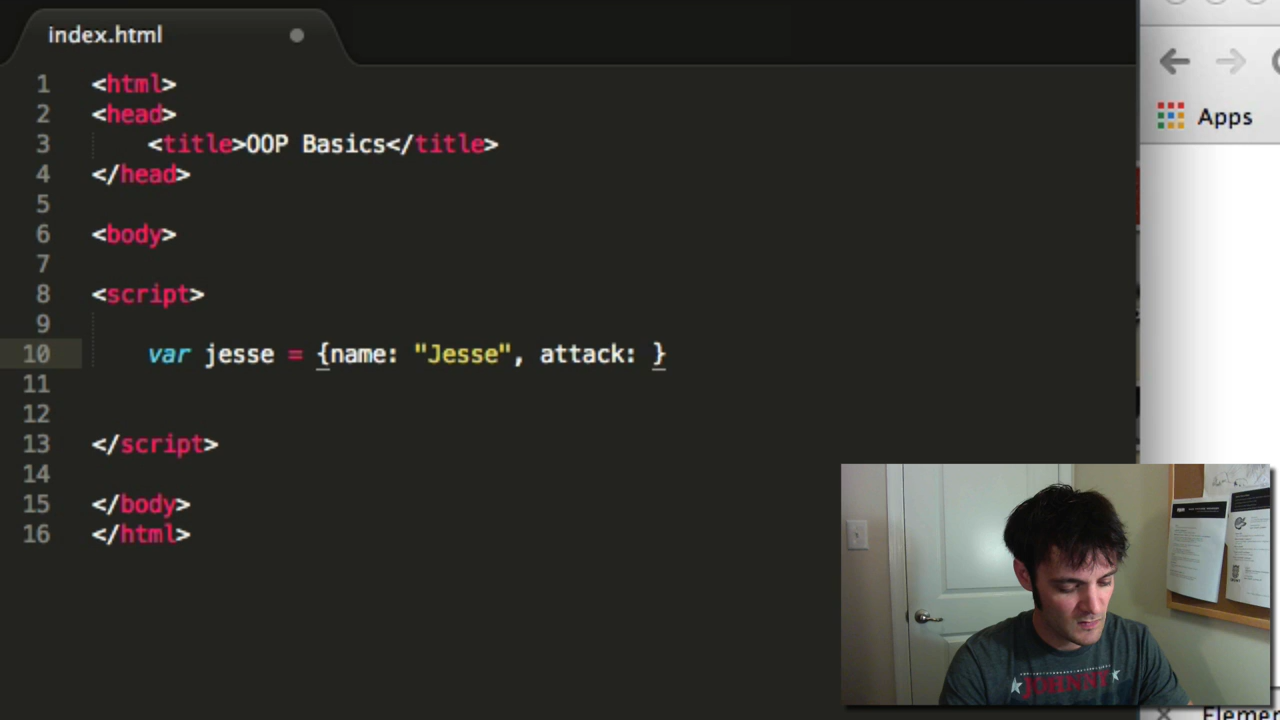 index.html
Apps
1 <html>
2 <head>
3 <title>OOP Basics</title>
4 </head>
5
6 <body>
7
8 <script>
9
10 var jesse = {name: "Jesse", attack: }
11
12
13 </script>
14
15 </body>
16 </html>
JOHNNY
Elemen